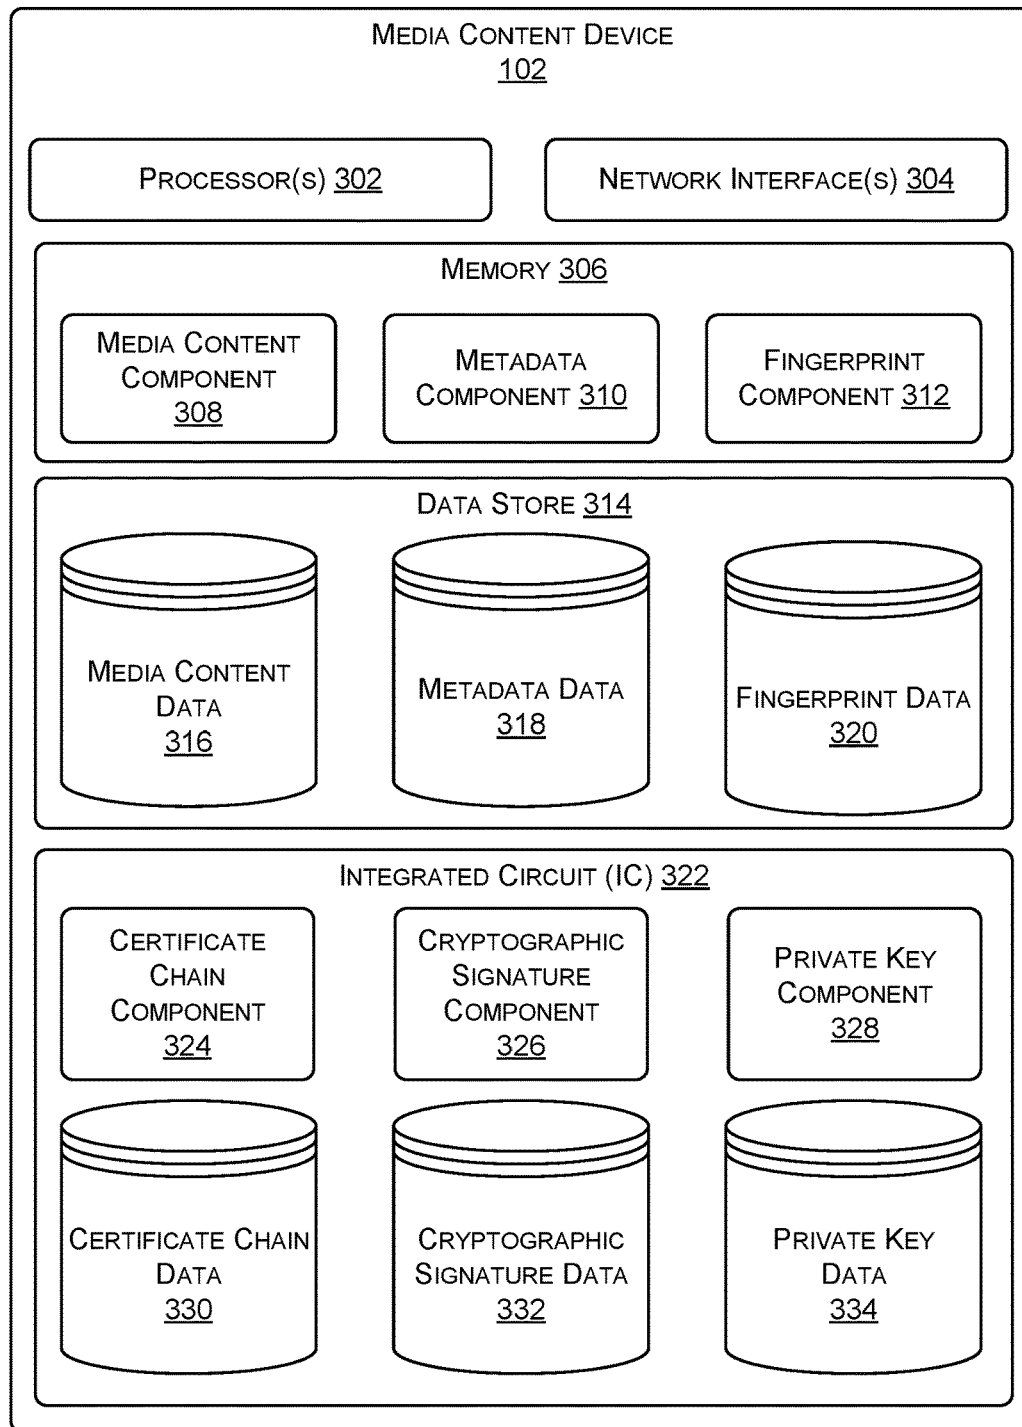 MEDIA CONTENT DEVICE
102
PROCESSOR(S) 302
NETWORK INTERFACE(S) 304
MEMORY 306
MEDIA CONTENT
COMPONENT
308
METADATA
COMPONENT 310
FINGERPRINT
COMPONENT 312
DATA STORE 314
MEDIA CONTENT
DATA
316
METADATA DATA
318
FINGERPRINT DATA
320
INTEGRATED CIRCUIT (IC) 322
CERTIFICATE
CHAIN
COMPONENT
324
CRYPTOGRAPHIC
SIGNATURE
COMPONENT
326
PRIVATE KEY
COMPONENT
328
CERTIFICATE CHAIN
DATA
330
CRYPTOGRAPHIC
SIGNATURE DATA
332
PRIVATE KEY
DATA
334